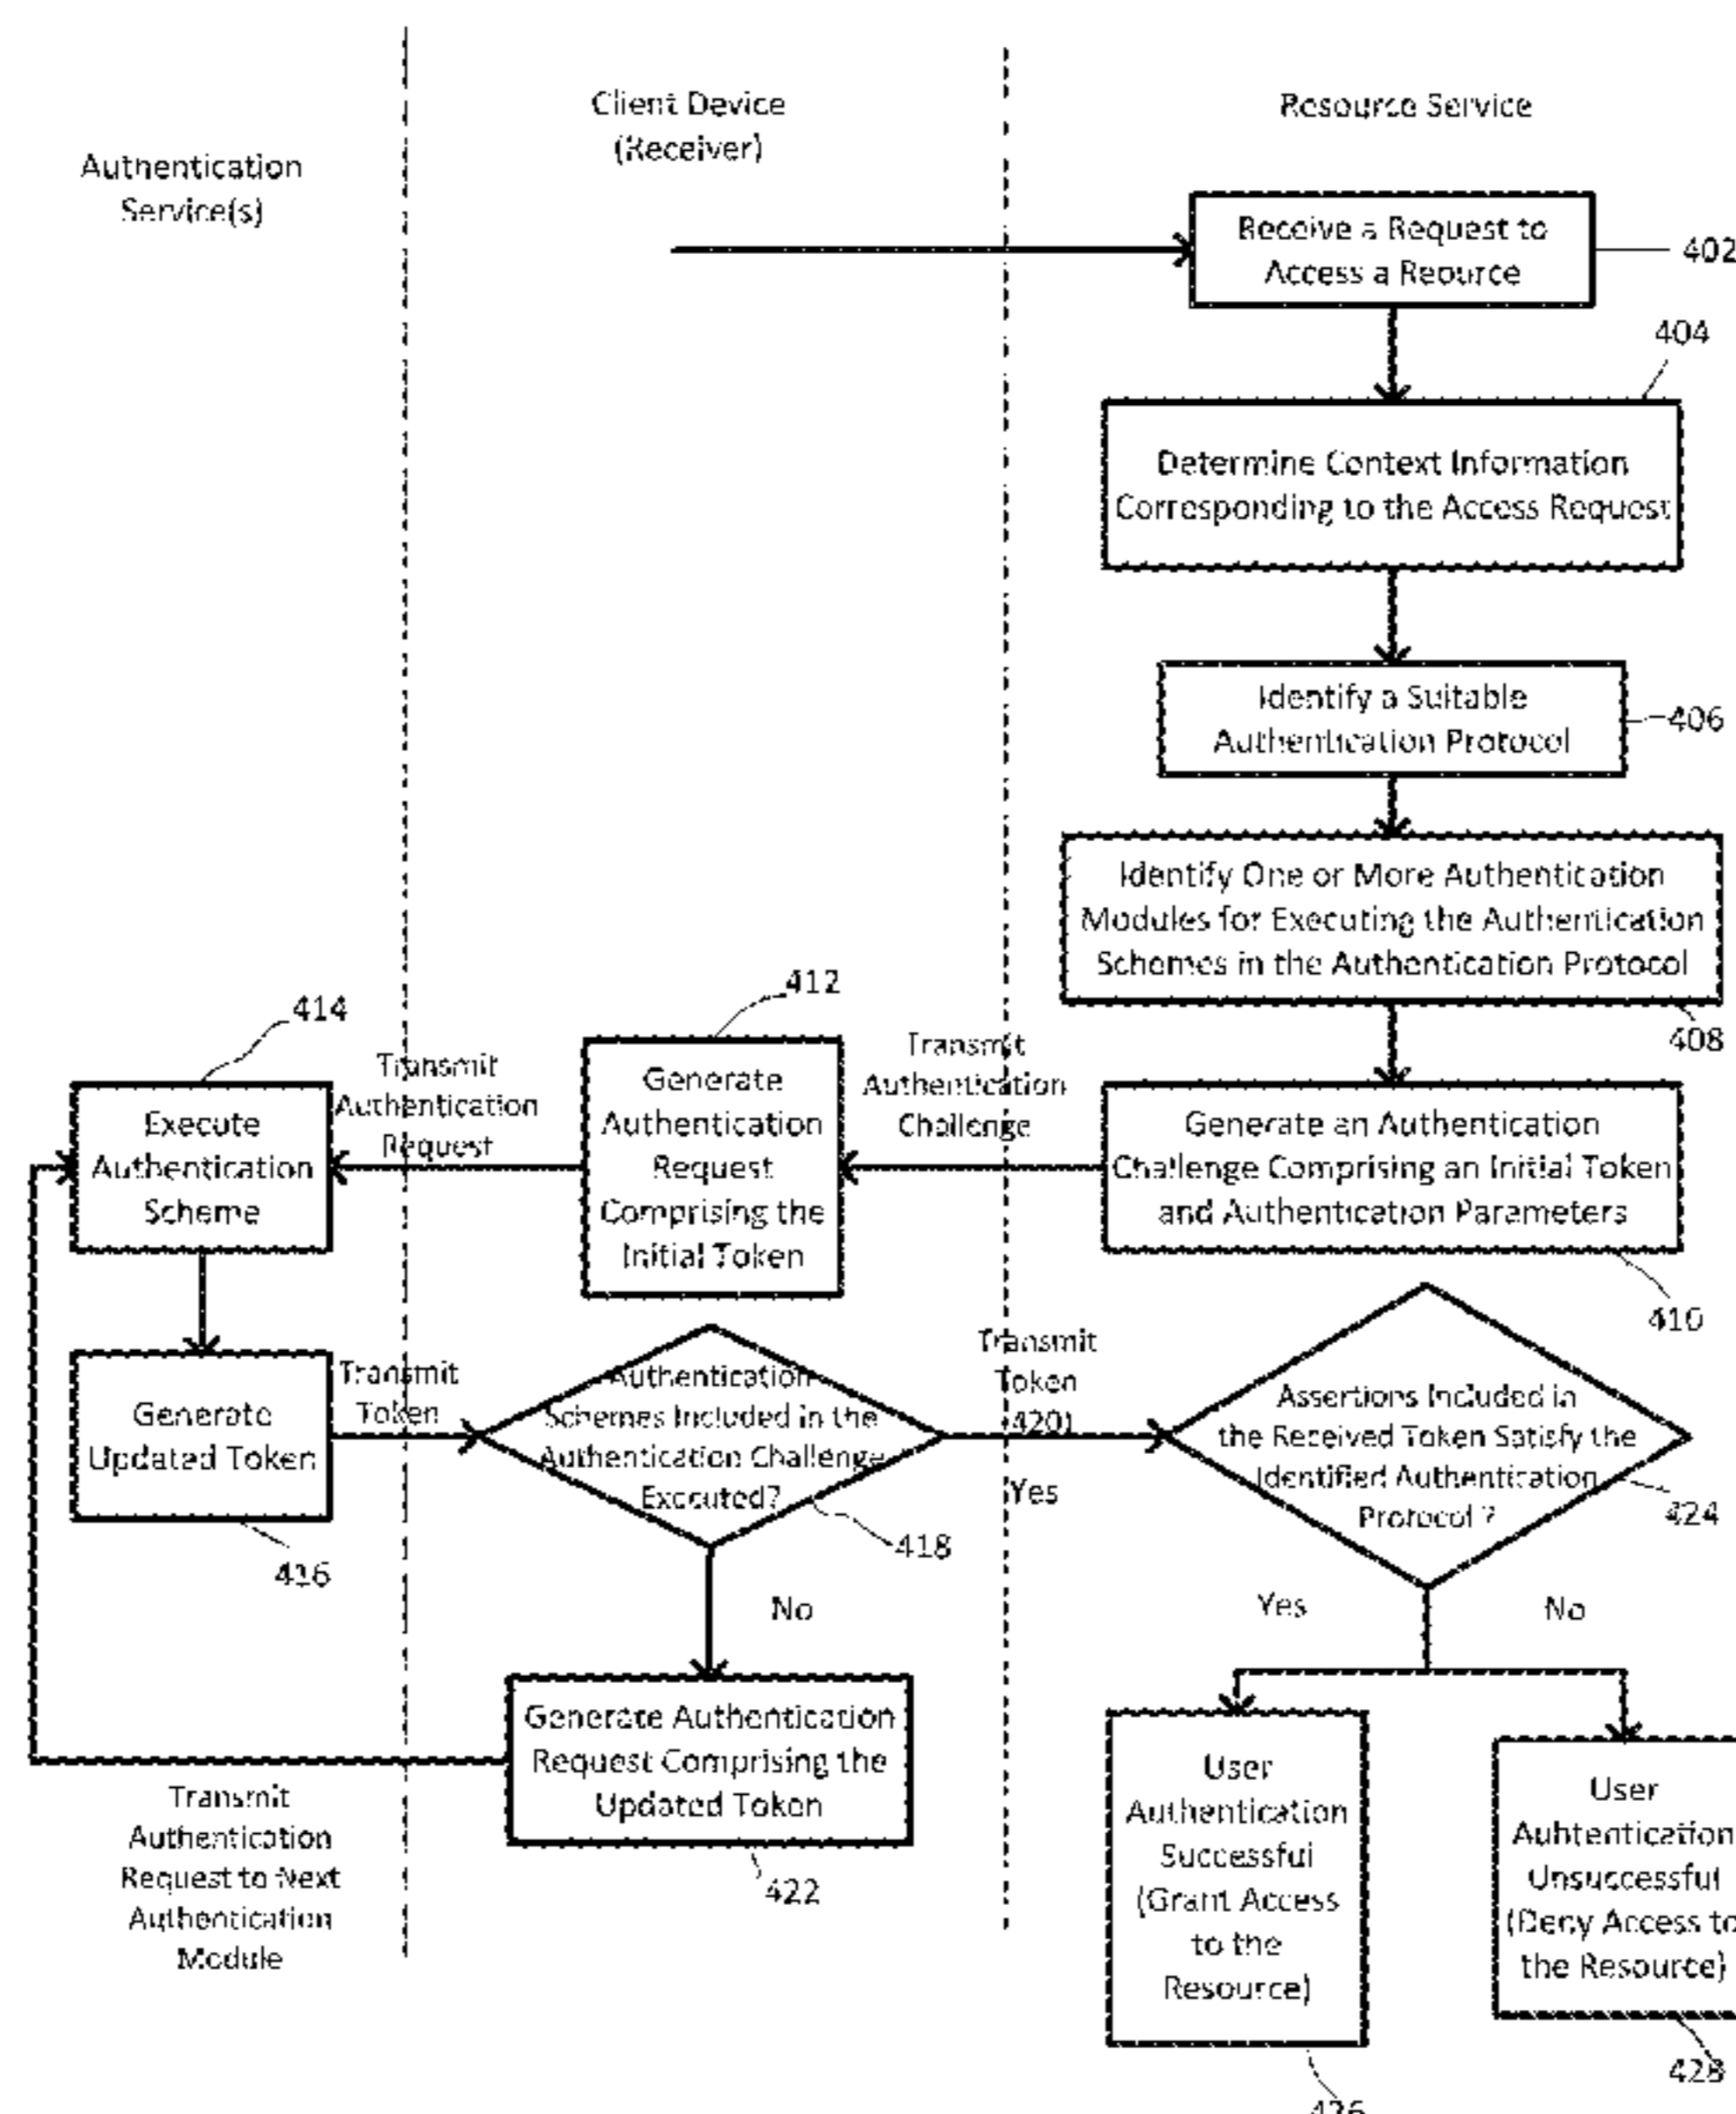 Authentication
Service(s)
Client Device
(Receiver)
Resource Service
Receive a Request to
Access a Reource
402
404
Determine Context Information
Corresponding to the Access Request
Identify a Suitable
Authentication Protocol
406
Identify One or More Authentication
Modules for Executing the Authentication
Schemes in the Authentication Protocol
408
Generate an Authentication
Challenge Comprising an Initial Token
and Authentication Parameters
410
Transmit
Authentication
Challenge
412
Generate
Authentication
Request
Comprising the
Initial Token
Transmit
Authentication
Request
414
Execute
Authentication
Scheme
Generate
Updated Token
416
Transmit
Token
Authentication
Schemes Included in the
Authentication Challenge
Executed?
418
Transmit
Token
420)
Yes
No
Generate Authentication
Request Comprising the
Updated Token
422
Transmit
Authentication
Request to Next
Authentication
Module
Assertions Included in
the Received Token Satisfy the
Identified Authentication
Protocol ?
424
Yes
No
User
Authentication
Successful
(Grant Access
to the
Resource)
426
User
Auhtentication
Unsuccessful
(Deny Access to
the Resource)
428